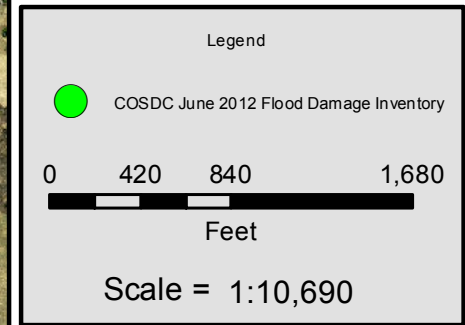 Legend
COSDC June 2012 Flood Damage Inventory
0 420 840 1,680
Feet
Scale = 1:10,690